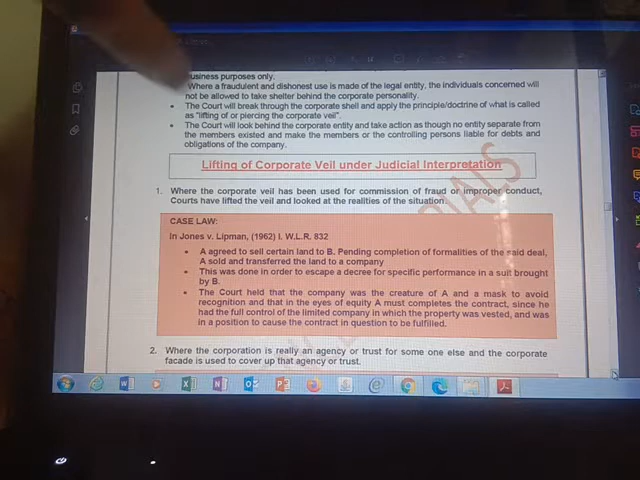 business purposes only.
Where a fraudulent and dishonest use is made of the legal entity, the individuals concerned will
not be allowed to take shelter behind the corporate personality.
• The Court will break through the corporate shell and apply the principle/doctrine of what is called
as "lifting of or piercing the corporate veil".
• The Court will look behind the corporate entity and take action as though no entity separate from
the members existed and make the members or the controlling persons liable for debts and
obligations of the company.
Lifting of Corporate Veil under Judicial Interpretation
1. Where the corporate veil has been used for commission of fraud or improper conduct,
Courts have lifted the veil and looked at the realities of the situation.
CASE LAW:
In Jones v. Lipman, (1962) I. W.L.R. 832
• A agreed to sell certain land to B. Pending completion of formalities of the said deal,
A sold and transferred the land to a company
• This was done in order to escape a decree for specific performance in a suit brought
by B.
• The Court held that the company was the creature of A and a mask to avoid
recognition and that in the eyes of equity A must completes the contract, since he
had the full control of the limited company in which the property was vested, and was
in a position to cause the contract in question to be fulfilled.
2. Where the corporation is really an agency or trust for some one else and the corporate
facade is used to cover up that agency or trust.